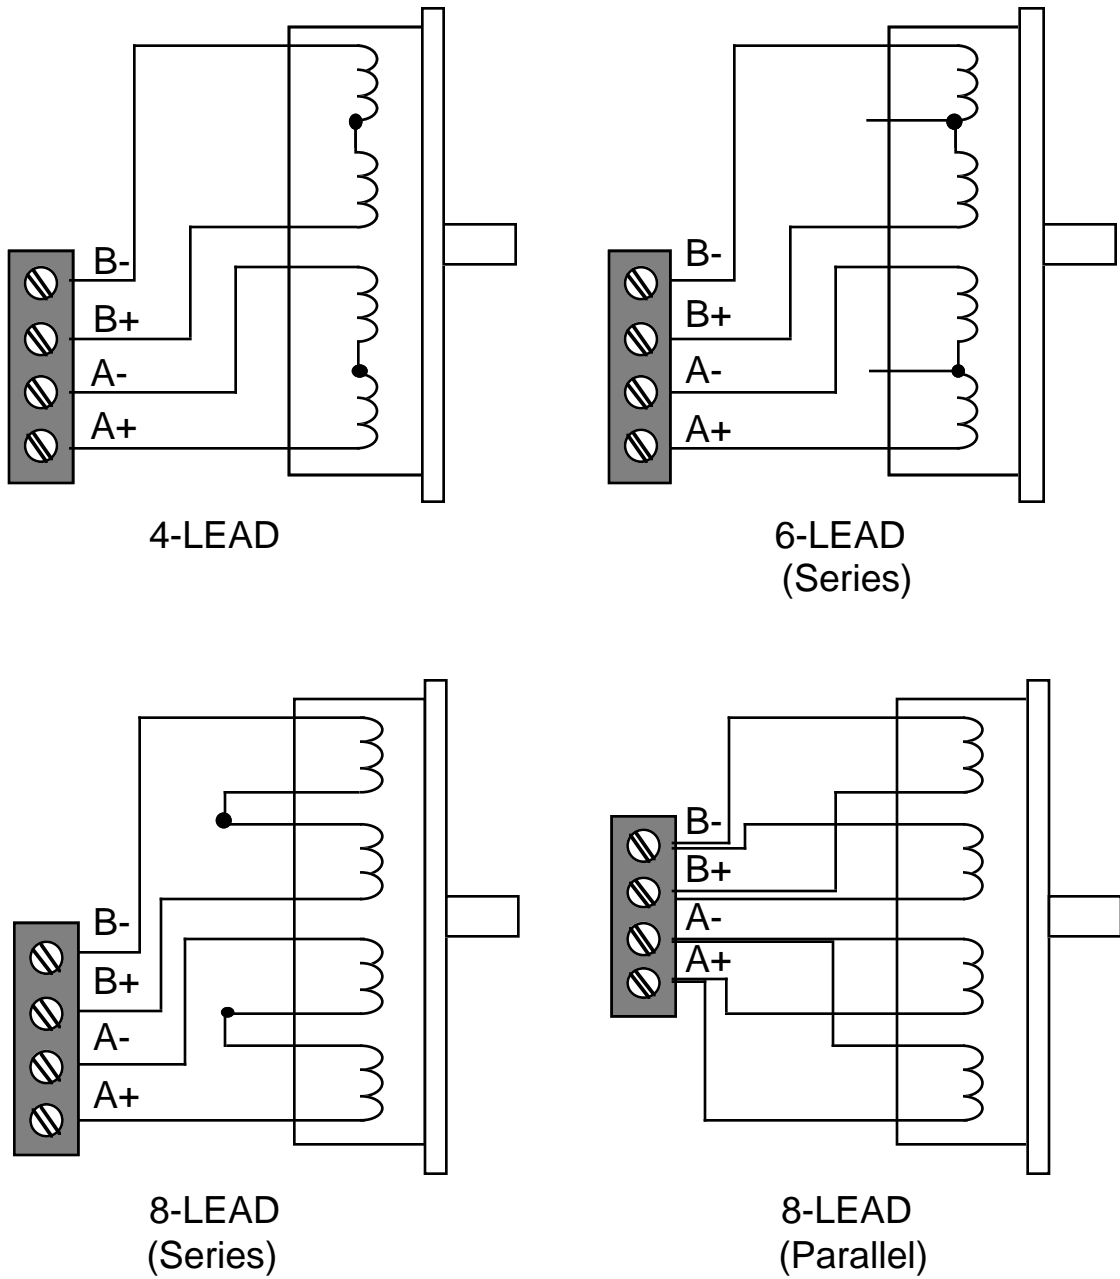 B-
B+
A-
A+
4-LEAD
B-
B+
A-
A+
6-LEAD
(Series)
B-
B+
A-
A+
8-LEAD
(Series)
B-
B+
A-
A+
8-LEAD
(Parallel)